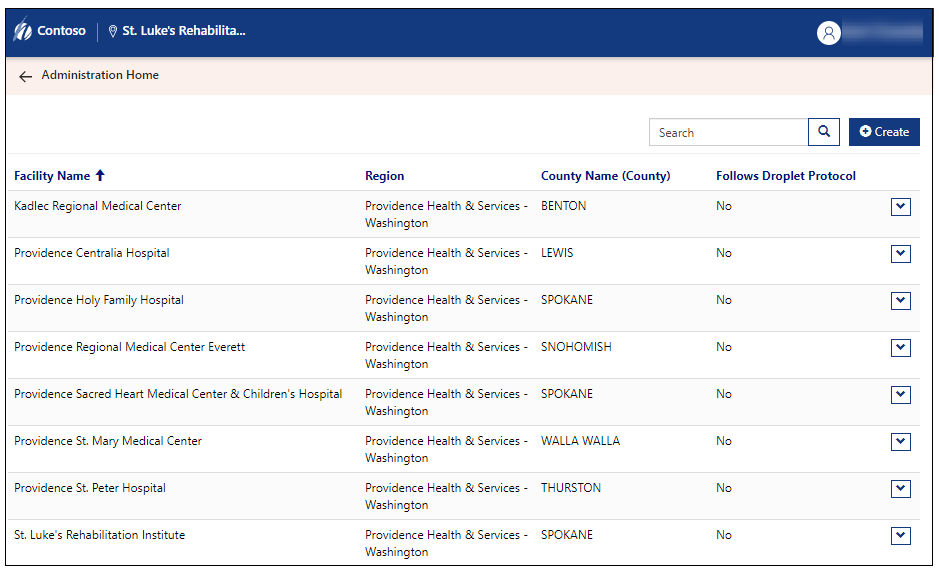 Contoso St. Luke's Rehabilita...
Administration Home
Search Create
Facility Name Region County Name (County) Follows Droplet Protocol
Kadlec Regional Medical Center Providence Health & Services - BENTON No
Washington
Providence Centralia Hospital Providence Health & Services - LEWIS No
Washington
Providence Holy Family Hospital Providence Health & Services - SPOKANE No
Washington
Providence Regional Medical Center Everett Providence Health & Services - SNOHOMISH No
Washington
Providence Sacred Heart Medical Center & Children's Hospital Providence Health & Services - SPOKANE No
Washington
Providence St. Mary Medical Center Providence Health & Services - WALLA WALLA No
Washington
Providence St. Peter Hospital Providence Health & Services - THURSTON No
Washington
St. Luke's Rehabilitation Institute Providence Health & Services - SPOKANE No
Washington